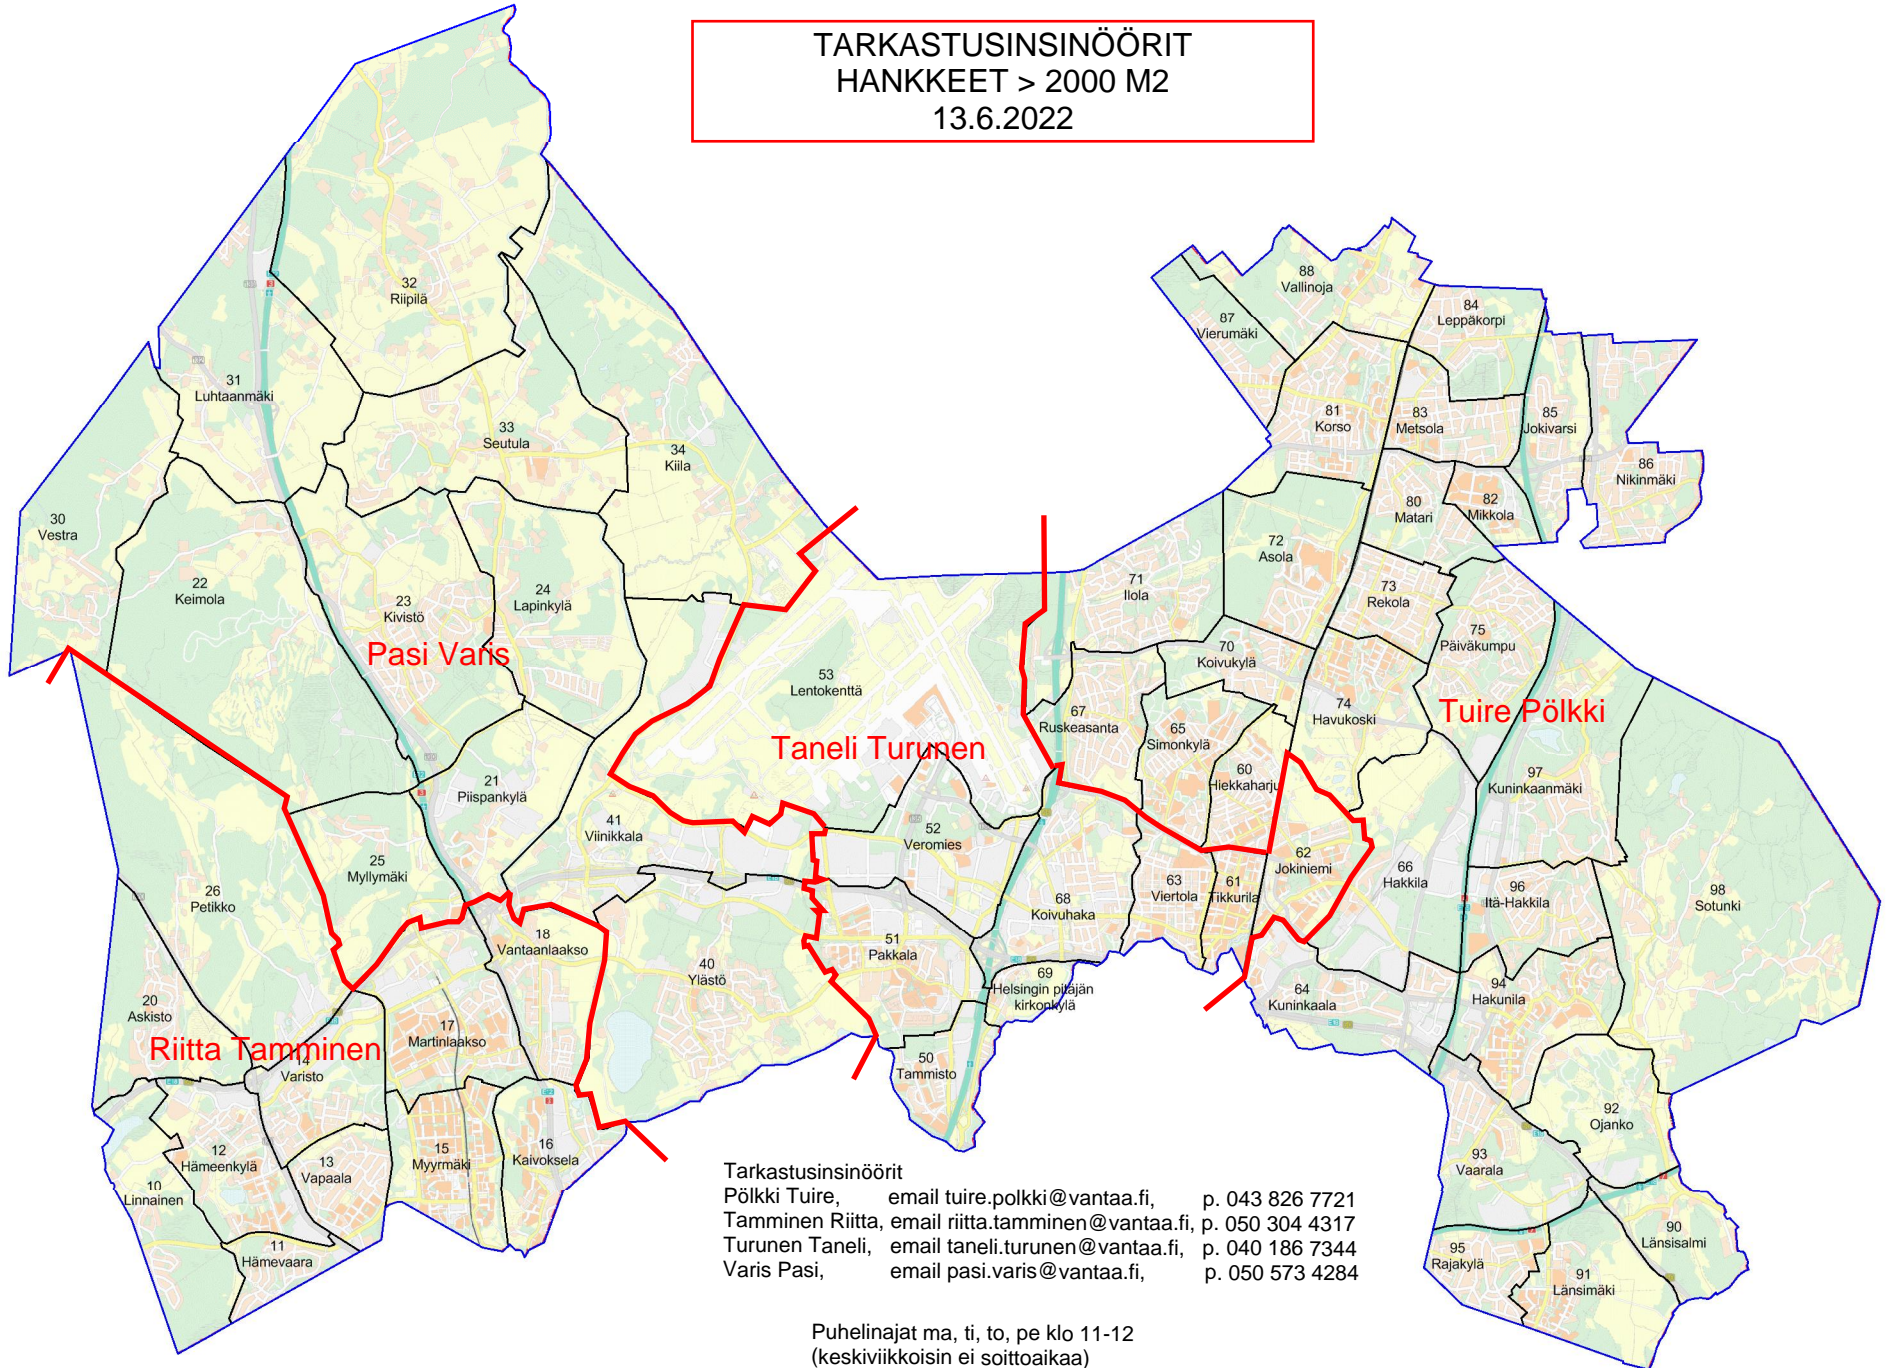 TARKASTUSINSINÖÖRIT
HANKKEET > 2000 M2
13.6.2022
88
Vallinoja
87
Vierumäki
84
Leppäkorpi
32
Riipilä
31
Luhtaanmäki
81
Korso
83
Metsola
85
Jokivarsi
86
Nikinmäki
33
Seutula
34
Kiila
80
Matari
82
Mikkola
30
Vestra
72
Asola
22
Keimola
23
Kivistö
24
Lapinkylä
71
Ilola
73
Rekola
75
Päiväkumpu
Pasi Varis
53
Lentokenttä
70
Koivukylä
74
Havukoski
Tuire Pölkki
67
Ruskeasanta
65
Simonkylä
Taneli Turunen
60
Hiekkaharju
97
Kuninkaanmäki
21
Piispankylä
41
Viinikkala
52
Veromies
25
Myllymäki
62
Jokiniemi
66
Hakkila
26
Petikko
63
Viertola
61
Tikkurila
96
Itä-Hakkila
98
Sotunki
68
Koivuhaka
18
Vantaanlaakso
51
Pakkala
40
Ylästö
69
Helsingin pitäjän
kirkonkylä
64
Kuninkaala
94
Hakunila
20
Askisto
17
Martinlaakso
Riitta Tamminen
14
Varisto
50
Tammisto
92
Ojanko
12
Hämeenkylä
13
Vapaala
15
Myyrmäki
16
Kaivoksela
93
Vaarala
10
Linnainen
90
Länsisalmi
11
Hämevaara
95
Rajakylä
91
Länsimäki
Tarkastusinsinöörit
Pölkki Tuire, email tuire.polkki@vantaa.fi, p. 043 826 7721
Tamminen Riitta, email riitta.tamminen@vantaa.fi, p. 050 304 4317
Turunen Taneli, email taneli.turunen@vantaa.fi, p. 040 186 7344
Varis Pasi, email pasi.varis@vantaa.fi, p. 050 573 4284
Puhelinajat ma, ti, to, pe klo 11-12
(keskiviikkoisin ei soittoaikaa)